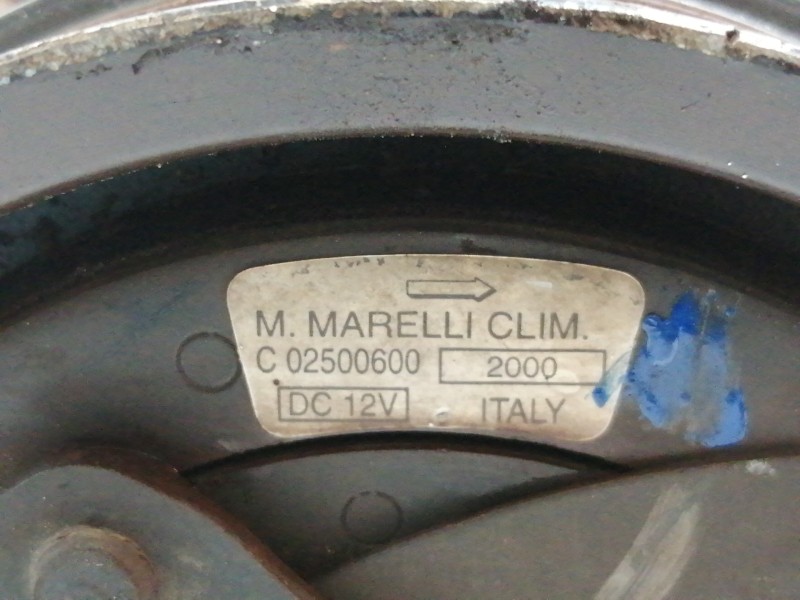 M. MARELLI CLIM.
C 02500600 2000
DC 12V ITALY